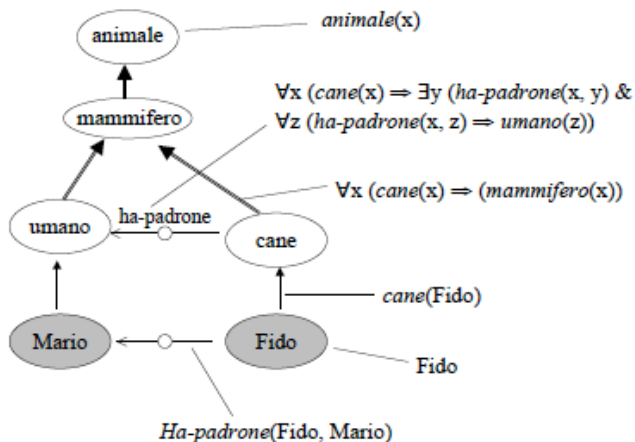 animale
animale(x)
∀x (cane(x) ⇒ ∃y (ha-padrone(x, y) &
mammifero
∀z (ha-padrone(x, z) ⇒ umano(z))
∀x (cane(x) ⇒ (mammifero(x))
umano
ha-padrone
cane
cane(Fido)
Mario
Fido
Fido
Ha-padrone(Fido, Mario)